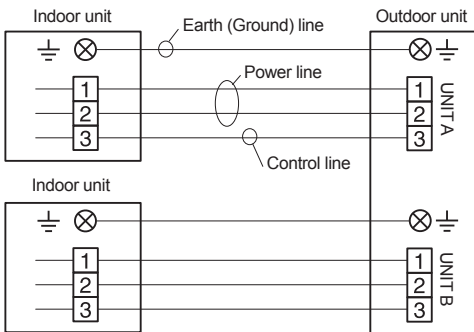 Indoor unit
Outdoor unit
Earth (Ground) line
Power line
1
2
3
1
2
3
UNIT A
Control line
Indoor unit
1
2
3
1
2
3
UNIT B